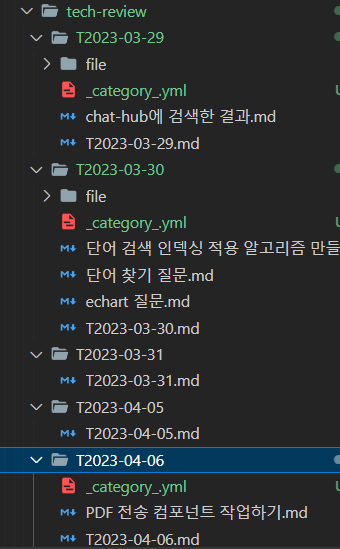 tech-review
T2023-03-29
file
_category_.yml
chat-hub에 검색한 결과.md
T2023-03-29.md
T2023-03-30
file
_category_.yml
단어 검색 인덱싱 적용 알고리즘 만들
단어 찾기 질문.md
echart 질문.md
T2023-03-30.md
T2023-03-31
T2023-03-31.md
T2023-04-05
T2023-04-05.md
T2023-04-06
_category_.yml
PDF 전송 컴포넌트 작업하기.md
T2023-04-06.md